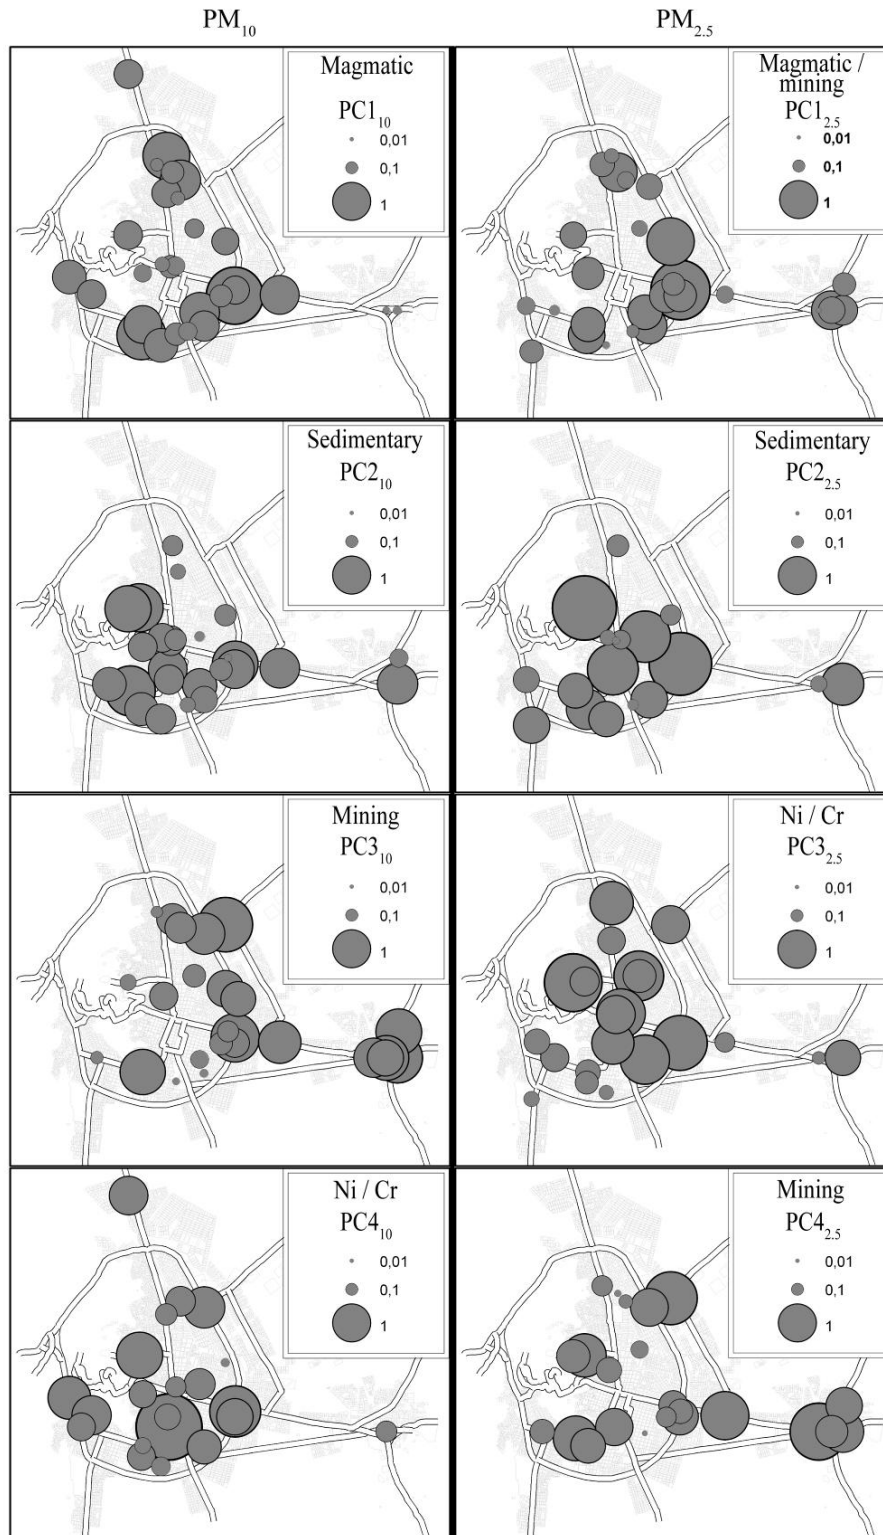 PM10
PM2.5
Magmatic
PC110
0,01
0,1
1
Magmatic /
mining
PC12.5
0,01
0,1
1
Sedimentary
PC210
0,01
0,1
1
Sedimentary
PC22.5
0,01
0,1
1
Mining
PC310
0,01
0,1
1
Ni / Cr
PC32.5
0,01
0,1
1
Ni / Cr
PC410
0,01
0,1
1
Mining
PC42.5
0,01
0,1
1